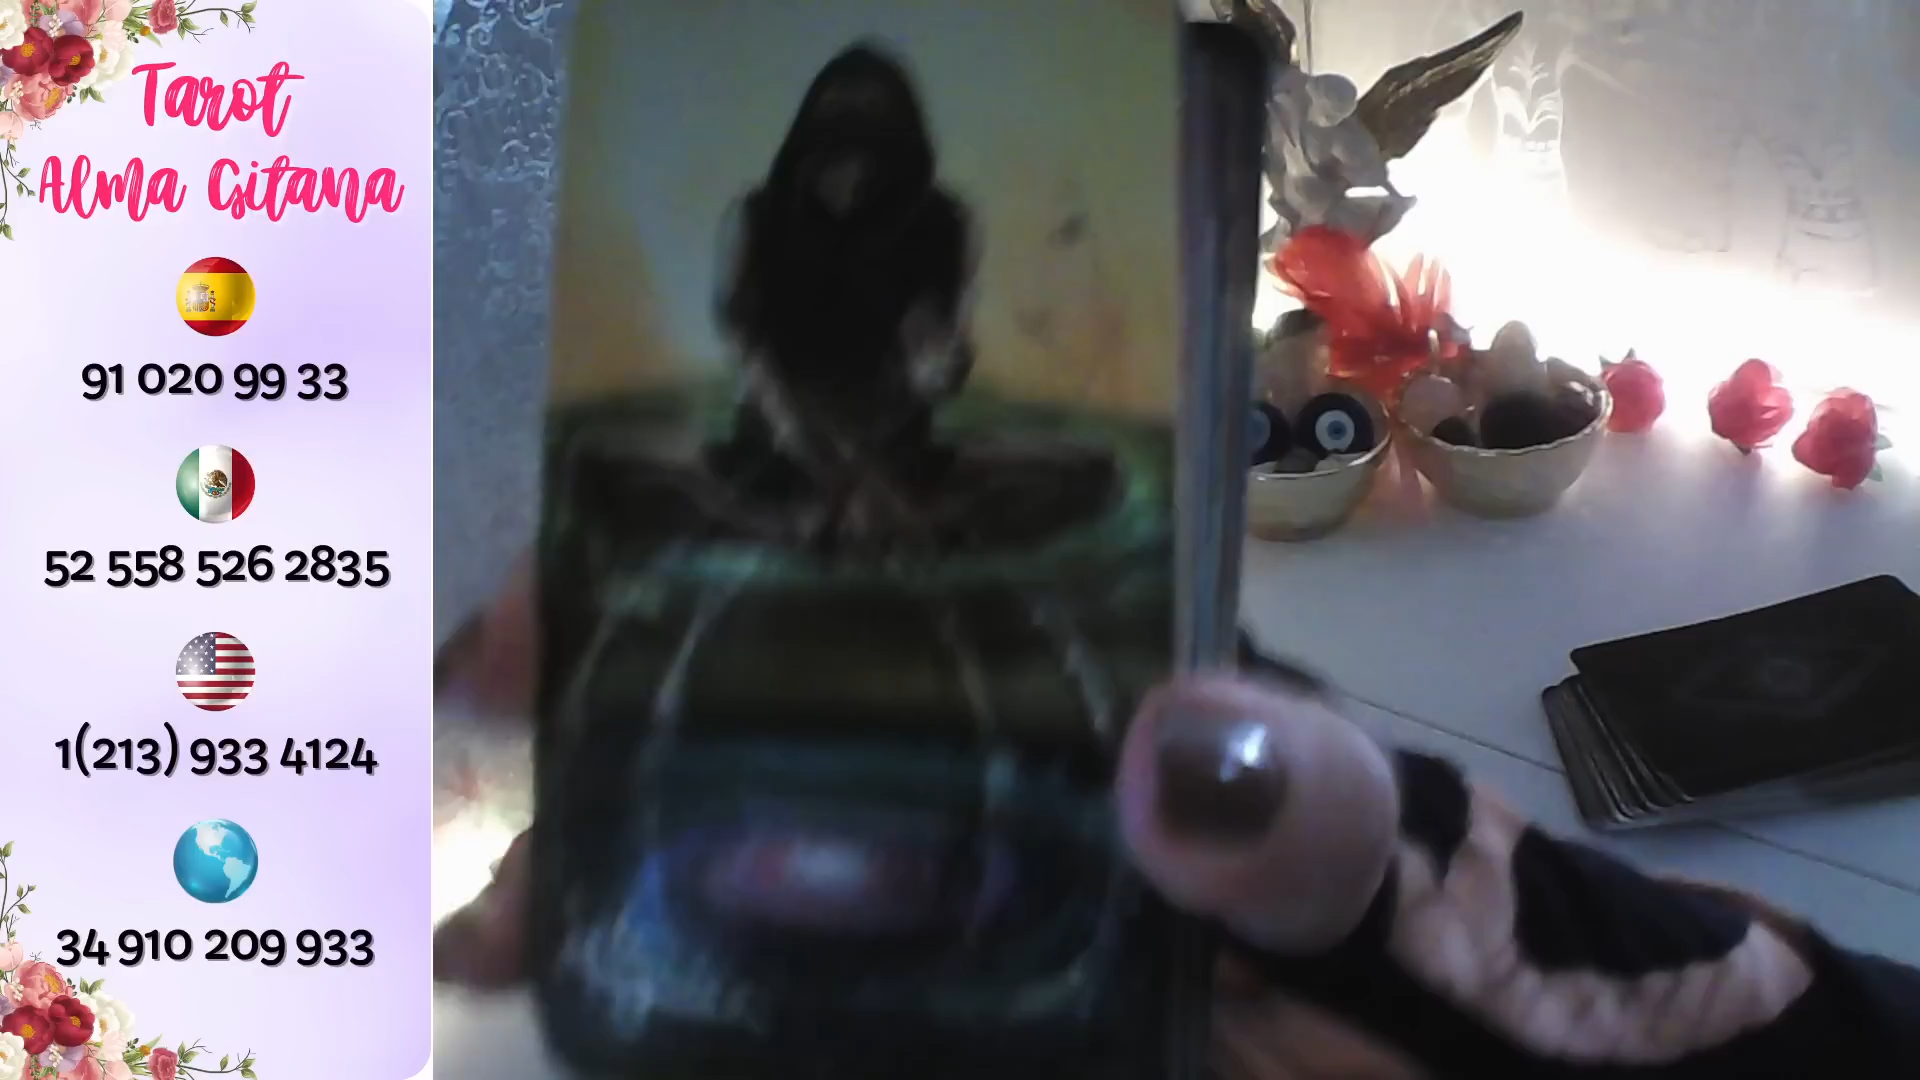 Tarot
Alma Gitana
91 020 99 33
52 558 526 2835
1(213) 933 4124
34 910 209 933